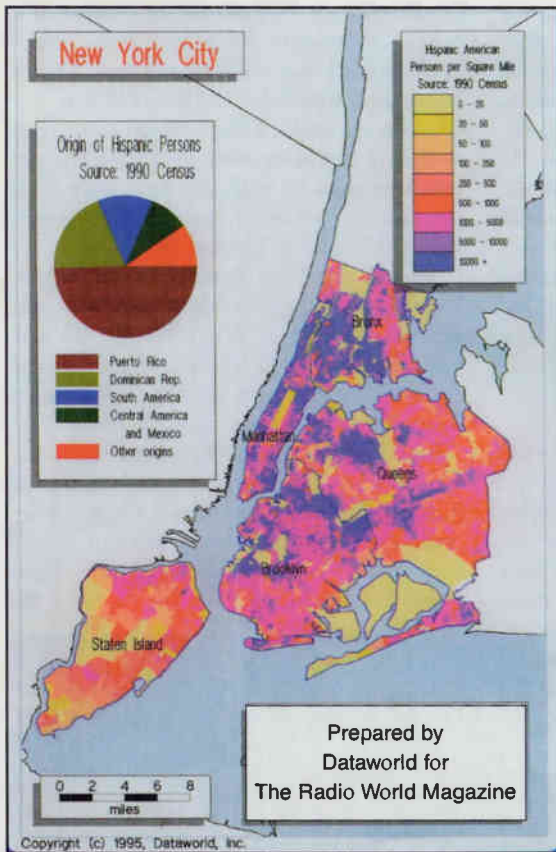 New York City
Hispanic American
Persons per Square Mile
Source: 1990 Census
0 - 20
20 - 50
50 - 100
100 - 250
250 - 500
500 - 1000
1000 - 5000
5000 - 10000
10000 +
Origin of Hispanic Persons
Source: 1990 Census
Puerto Rico
Dominican Rep.
South America
Central America
and Mexico
Other origins
Bronx
Manhattan
Queens
Brooklyn
Staten Island
Prepared by
Dataworld for
The Radio World Magazine
0 2 4 6 8
miles
Copyright (c) 1995, Dataworld, Inc.